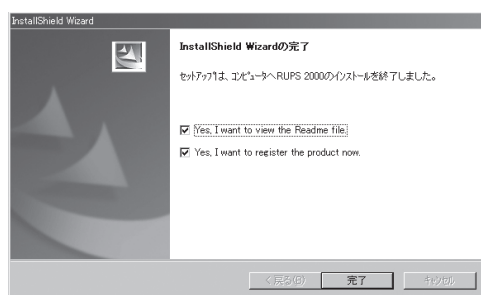 InstallShield Wizard
InstallShield Wizardの完了
セットアップは、コンピュータへRUPS 2000のインストールを終了しました。
Yes, I want to view the Readme file.
Yes, I want to register the product now.
< 戻る(B)
完了
キャンセル